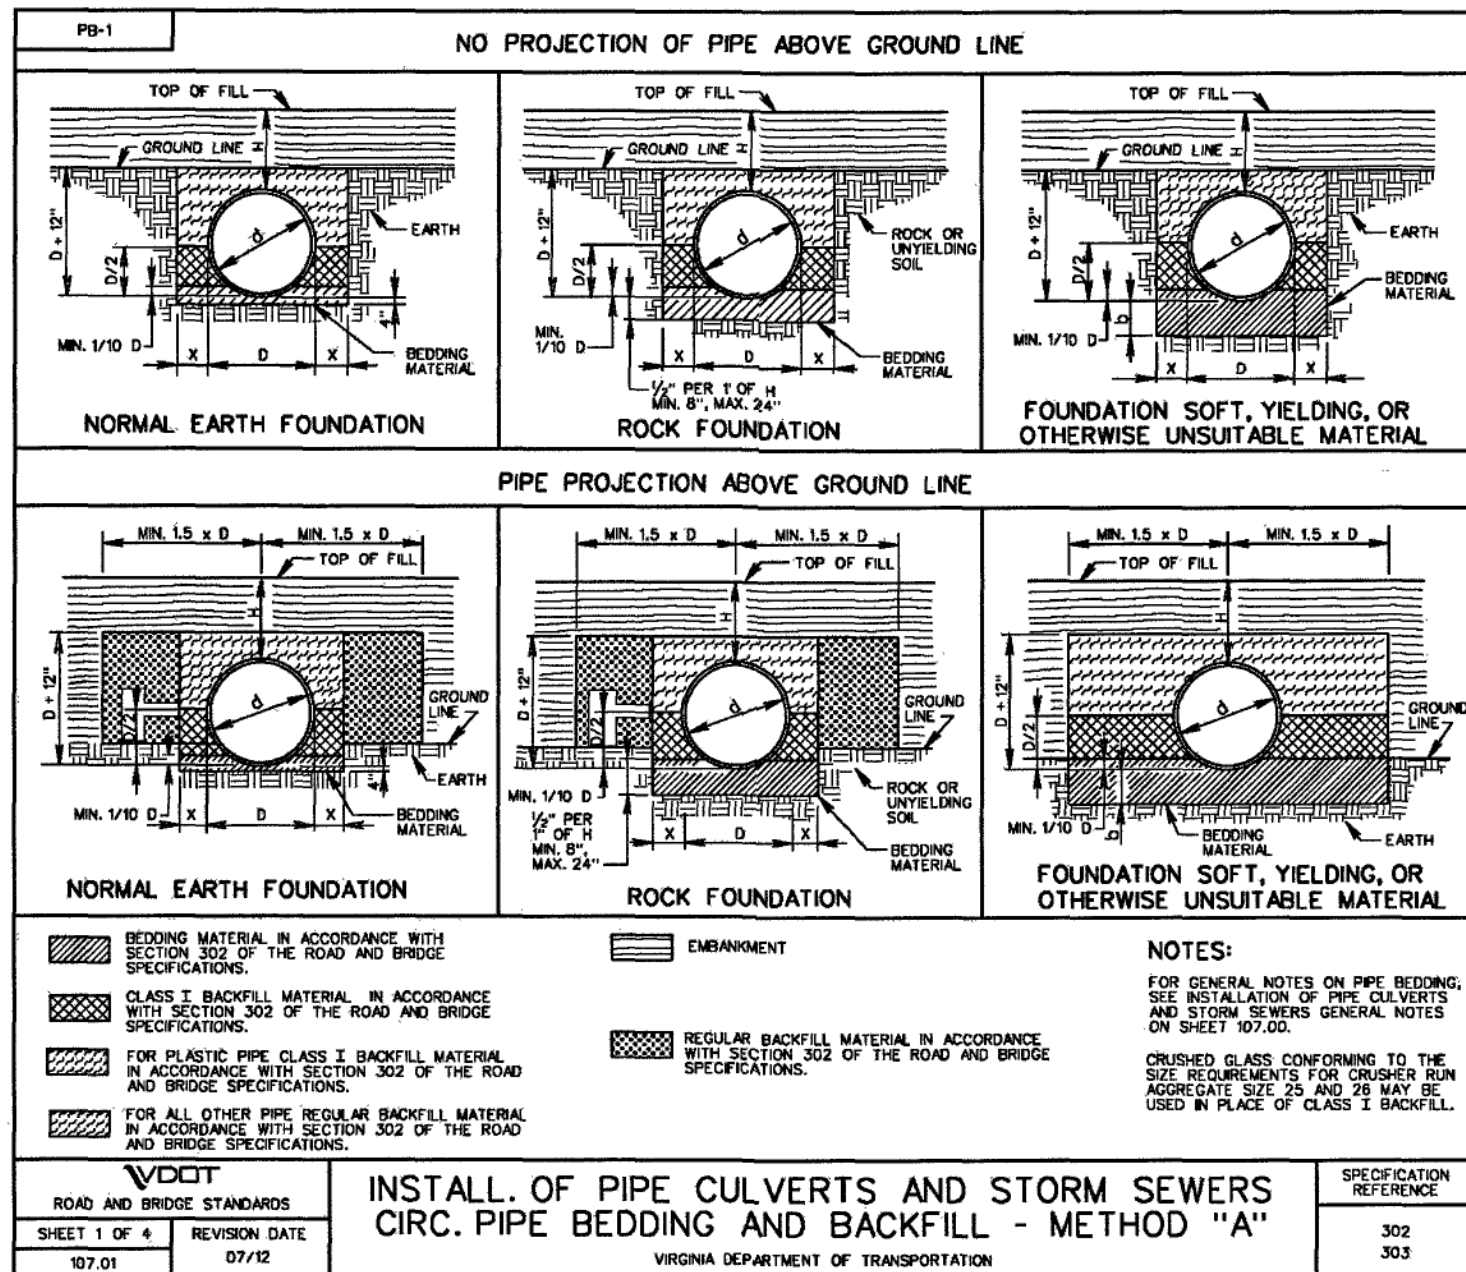 PB-1
NO PROJECTION OF PIPE ABOVE GROUND LINE
TOP OF FILL
GROUND LINE
H
D + 12"
D/2
d
EARTH
4"
MIN. 1/10 D
X
D
X
BEDDING
MATERIAL
NORMAL EARTH FOUNDATION
TOP OF FILL
GROUND LINE
H
D + 12"
D/2
d
ROCK OR
UNYIELDING
SOIL
MIN.
1/10 D
X
D
X
BEDDING
MATERIAL
1/2" PER 1' OF H
MIN. 8", MAX. 24"
ROCK FOUNDATION
TOP OF FILL
GROUND LINE
H
D + 12"
D/2
d
EARTH
BEDDING
MATERIAL
b
MIN. 1/10 D
X
D
X
FOUNDATION SOFT, YIELDING, OR
OTHERWISE UNSUITABLE MATERIAL
PIPE PROJECTION ABOVE GROUND LINE
MIN. 1.5 x D
MIN. 1.5 x D
TOP OF FILL
H
D + 12"
D/2
d
GROUND
LINE
EARTH
4"
MIN. 1/10 D
X
D
X
BEDDING
MATERIAL
NORMAL EARTH FOUNDATION
MIN. 1.5 x D
MIN. 1.5 x D
TOP OF FILL
H
D + 12"
D/2
d
GROUND
LINE
MIN. 1/10 D
1/2" PER
1" OF H
MIN. 8",
MAX. 24"
X
D
X
ROCK OR
UNYIELDING
SOIL
BEDDING
MATERIAL
ROCK FOUNDATION
MIN. 1.5 x D
MIN. 1.5 x D
TOP OF FILL
H
D + 12"
D/2
d
GROUND
LINE
MIN. 1/10 D
b
BEDDING
MATERIAL
EARTH
FOUNDATION SOFT, YIELDING, OR
OTHERWISE UNSUITABLE MATERIAL
BEDDING MATERIAL IN ACCORDANCE WITH
SECTION 302 OF THE ROAD AND BRIDGE
SPECIFICATIONS.
CLASS I BACKFILL MATERIAL IN ACCORDANCE
WITH SECTION 302 OF THE ROAD AND BRIDGE
SPECIFICATIONS.
FOR PLASTIC PIPE CLASS I BACKFILL MATERIAL
IN ACCORDANCE WITH SECTION 302 OF THE ROAD
AND BRIDGE SPECIFICATIONS.
FOR ALL OTHER PIPE REGULAR BACKFILL MATERIAL
IN ACCORDANCE WITH SECTION 302 OF THE ROAD
AND BRIDGE SPECIFICATIONS.
EMBANKMENT
REGULAR BACKFILL MATERIAL IN ACCORDANCE
WITH SECTION 302 OF THE ROAD AND BRIDGE
SPECIFICATIONS.
NOTES:
FOR GENERAL NOTES ON PIPE BEDDING,
SEE INSTALLATION OF PIPE CULVERTS
AND STORM SEWERS GENERAL NOTES
ON SHEET 107.00.
CRUSHED GLASS CONFORMING TO THE
SIZE REQUIREMENTS FOR CRUSHER RUN
AGGREGATE SIZE 25 AND 26 MAY BE
USED IN PLACE OF CLASS I BACKFILL.
VDOT
ROAD AND BRIDGE STANDARDS
SHEET 1 OF 4
REVISION DATE
107.01
07/12
INSTALL. OF PIPE CULVERTS AND STORM SEWERS
CIRC. PIPE BEDDING AND BACKFILL - METHOD "A"
VIRGINIA DEPARTMENT OF TRANSPORTATION
SPECIFICATION
REFERENCE
302
303